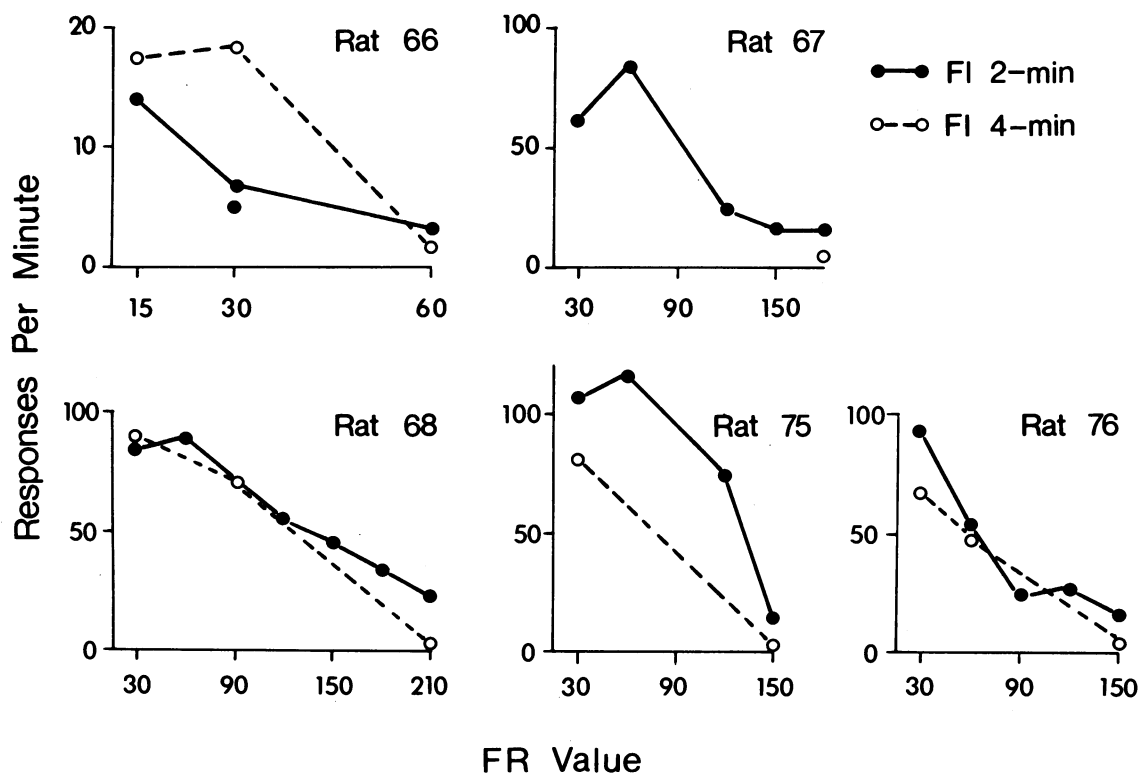 Responses Per Minute
Rat 66
20
10
0
15 30 60
Rat 67
100
50
0
30 90 150
FI 2-min
FI 4-min
Rat 68
100
50
0
30 90 150 210
Rat 75
100
50
0
30 90 150
Rat 76
100
50
0
30 90 150
FR Value